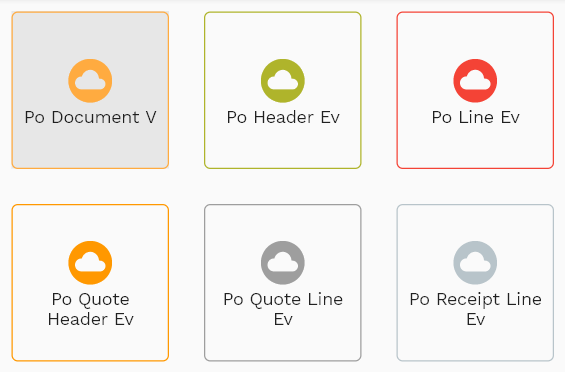 Po Document V
Po Header Ev
Po Line Ev
Po Quote
Header Ev
Po Quote Line
Ev
Po Receipt Line
Ev